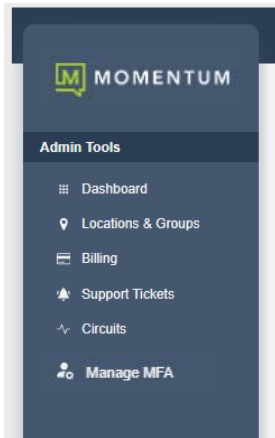 M MOMENTUM
Admin Tools
Dashboard
Locations & Groups
Billing
Support Tickets
Circuits
Manage MFA